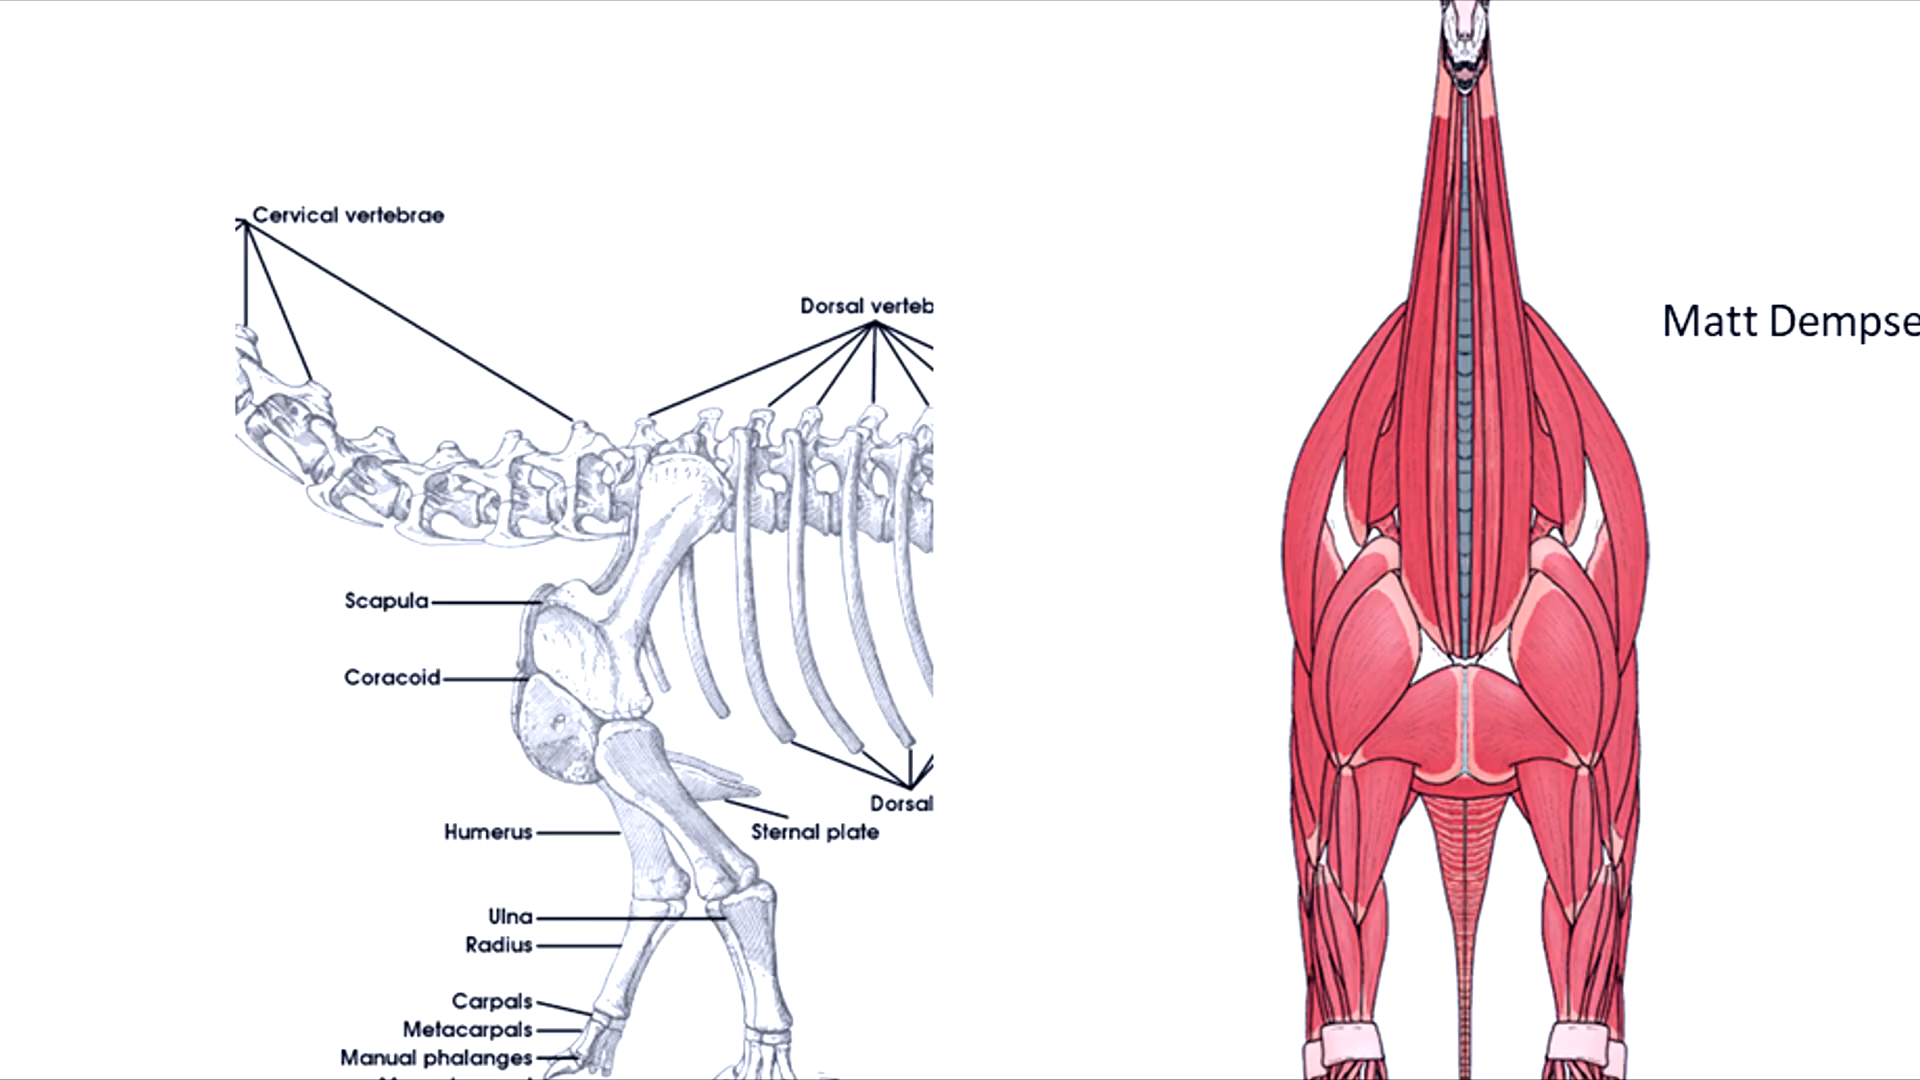 Cervical vertebrae
Dorsal verteb
Matt Dempse
Scapula
Coracoid
Dorsal
Humerus
Sternal plate
Ulna
Radius
Carpals
Metacarpals
Manual phalanges